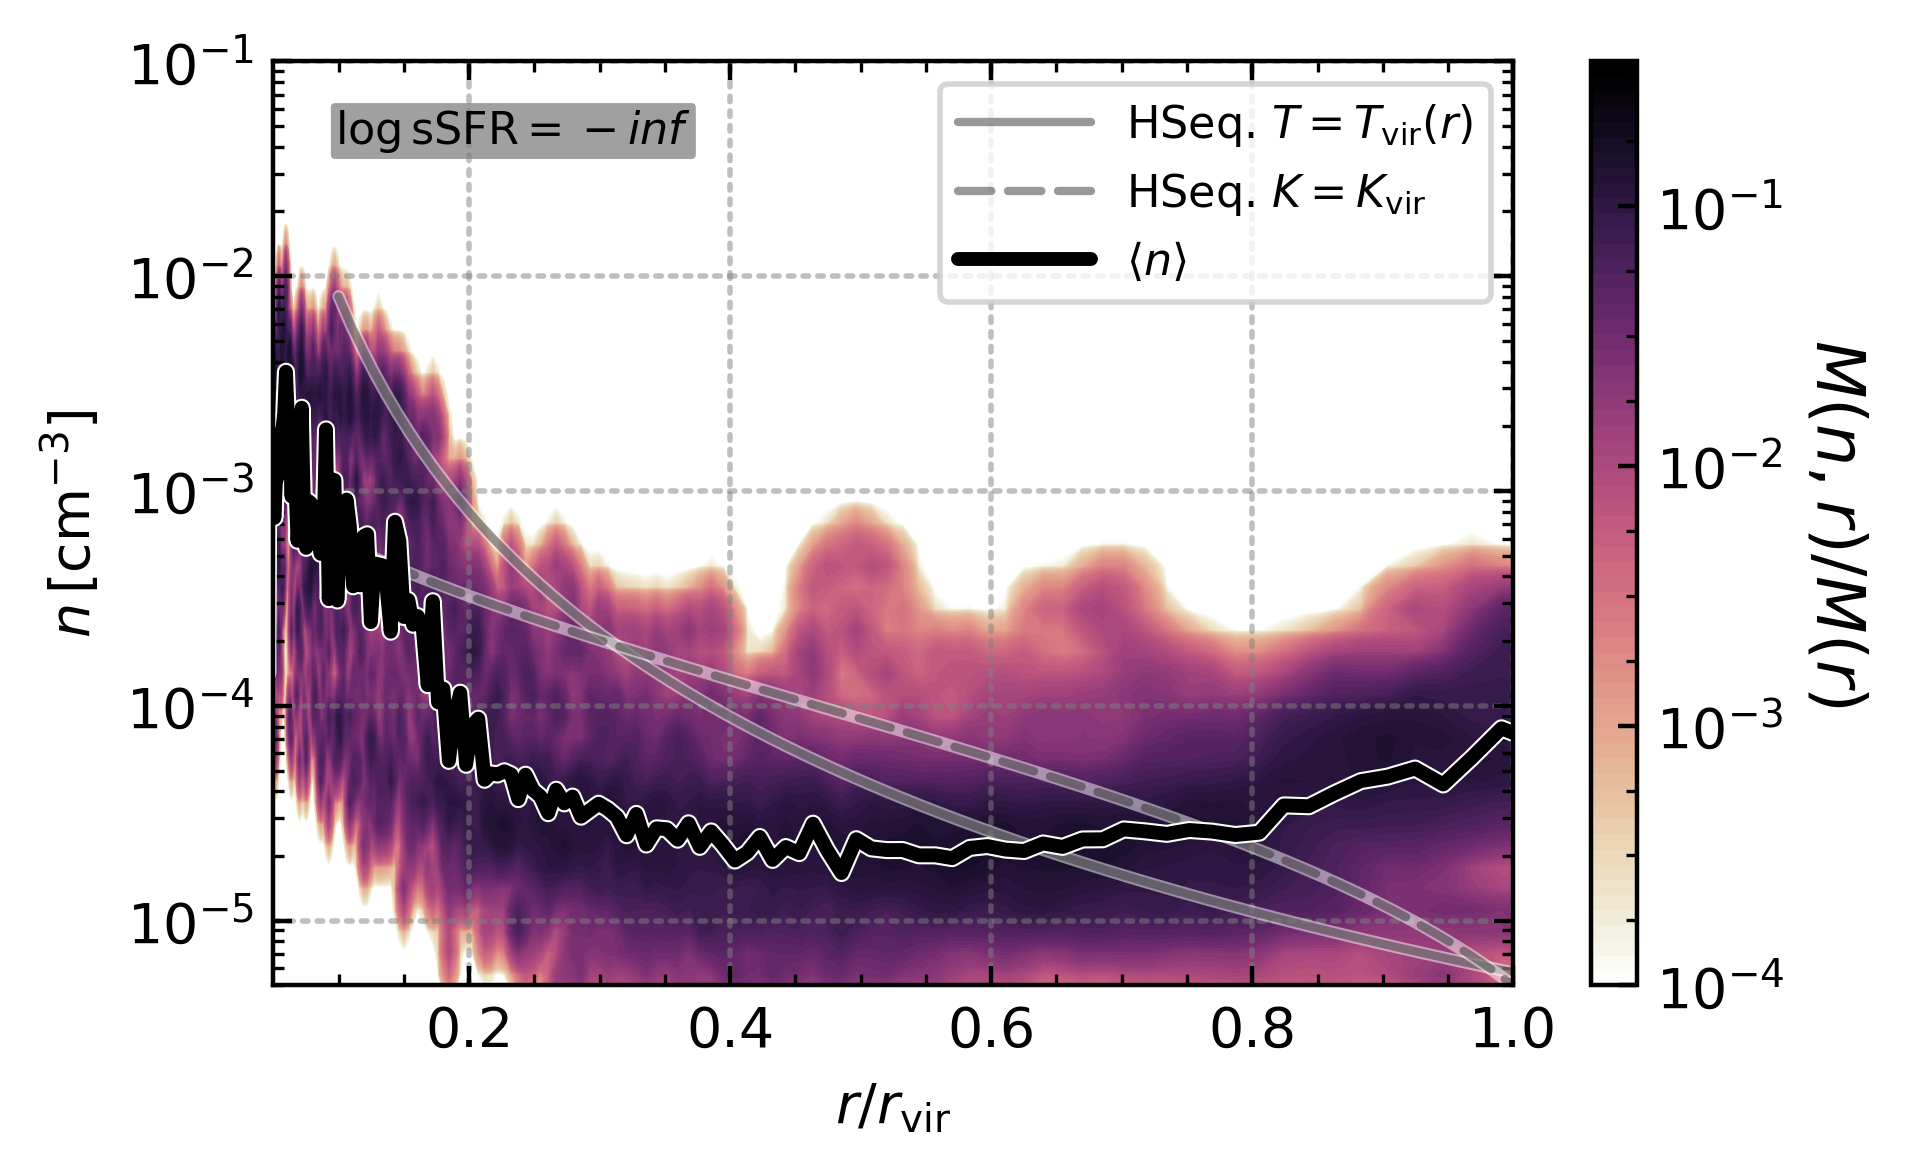 log sSFR = −inf
HSeq. T = T_vir(r)
HSeq. K = K_vir
⟨n⟩
10⁻¹
10⁻²
10⁻³
10⁻⁴
10⁻⁵
n [cm⁻³]
0.2 0.4 0.6 0.8 1.0
r/r_vir
10⁻¹
10⁻²
10⁻³
10⁻⁴
M(n, r)/M(r)